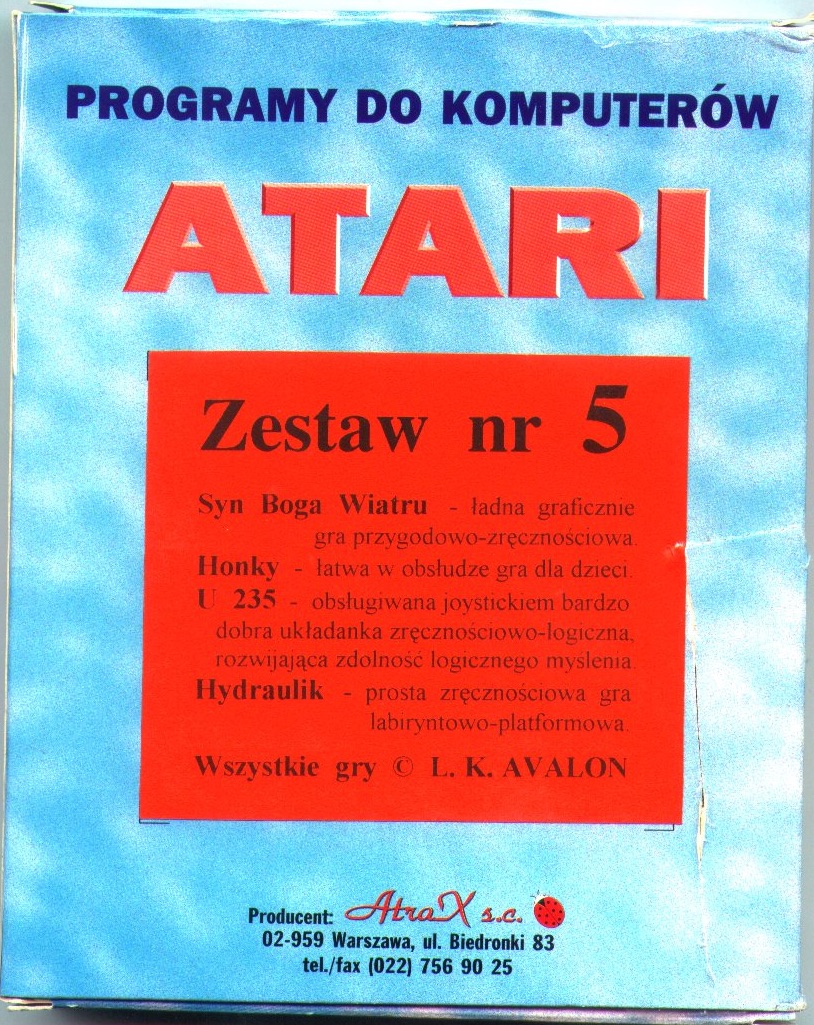 PROGRAMY DO KOMPUTERÓW
ATARI
Zestaw nr 5
Syn Boga Wiatru - ładna graficznie
gra przygodowo-zręcznościowa.
Honky - łatwa w obsłudze gra dla dzieci.
U 235 - obsługiwana joystickiem bardzo
dobra układanka zręcznościowo-logiczna,
rozwijająca zdolność logicznego myślenia.
Hydraulik - prosta zręcznościowa gra
labiryntowo-platformowa.
Wszystkie gry © L. K. AVALON
Producent: AtraX s.c.
02-959 Warszawa, ul. Biedronki 83
tel./fax (022) 756 90 25